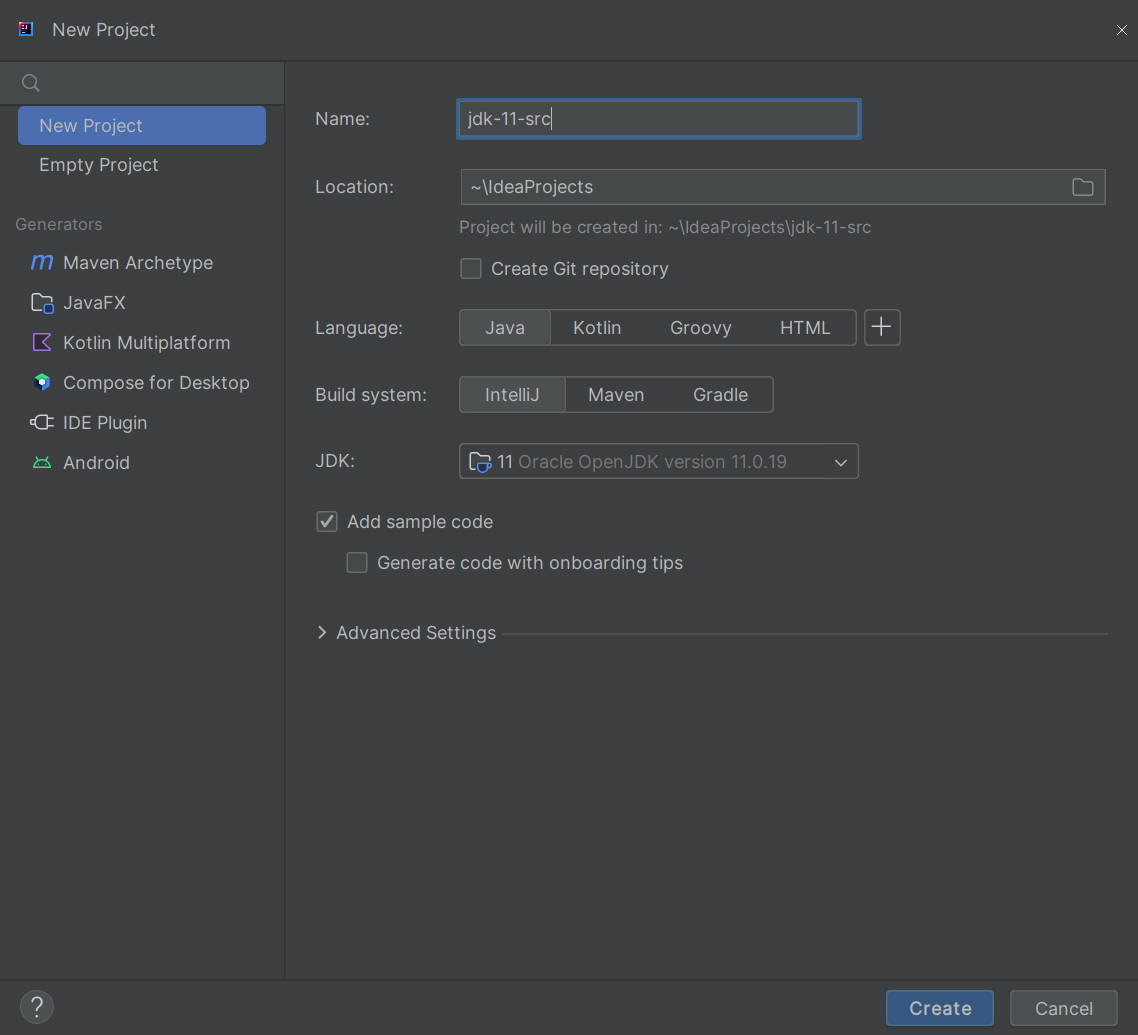 New Project
New Project
Empty Project
Generators
Maven Archetype
JavaFX
Kotlin Multiplatform
Compose for Desktop
IDE Plugin
Android
Name: jdk-11-src
Location: ~\IdeaProjects
Project will be created in: ~\IdeaProjects\jdk-11-src
Create Git repository
Language: Java Kotlin Groovy HTML
Build system: IntelliJ Maven Gradle
JDK: 11 Oracle OpenJDK version 11.0.19
Add sample code
Generate code with onboarding tips
Advanced Settings
? Create Cancel